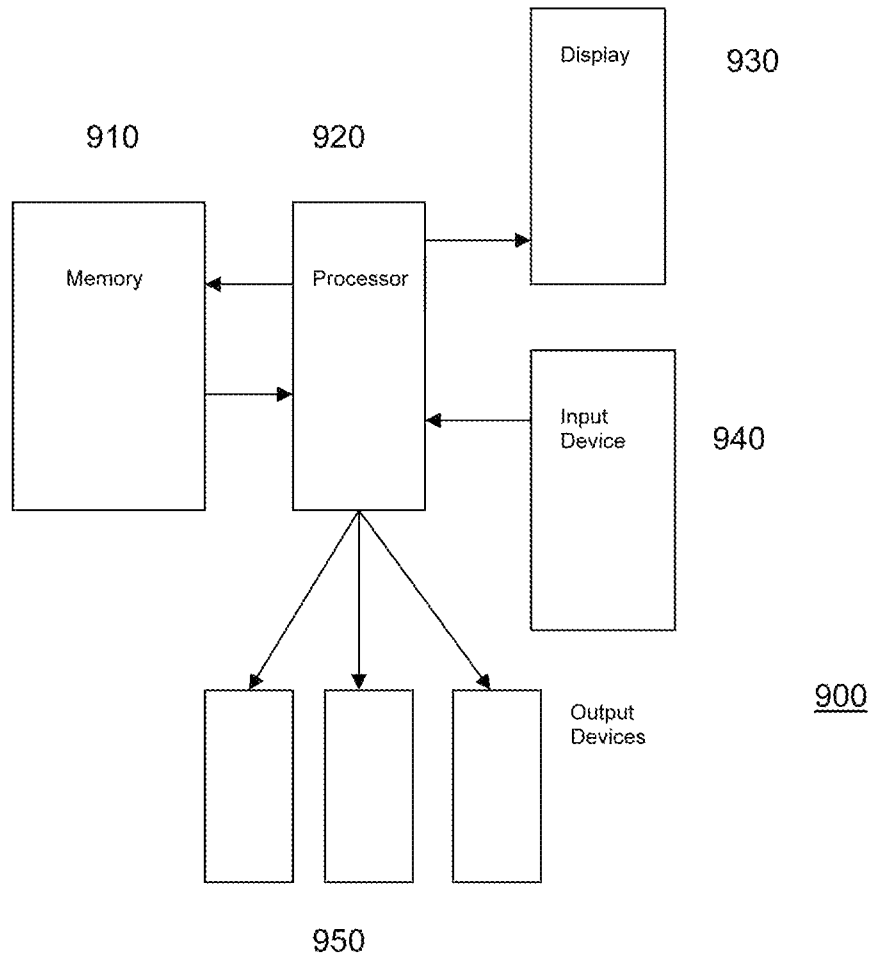 Display
930
910
920
Memory
Processor
Input
Device
940
900
Output
Devices
950